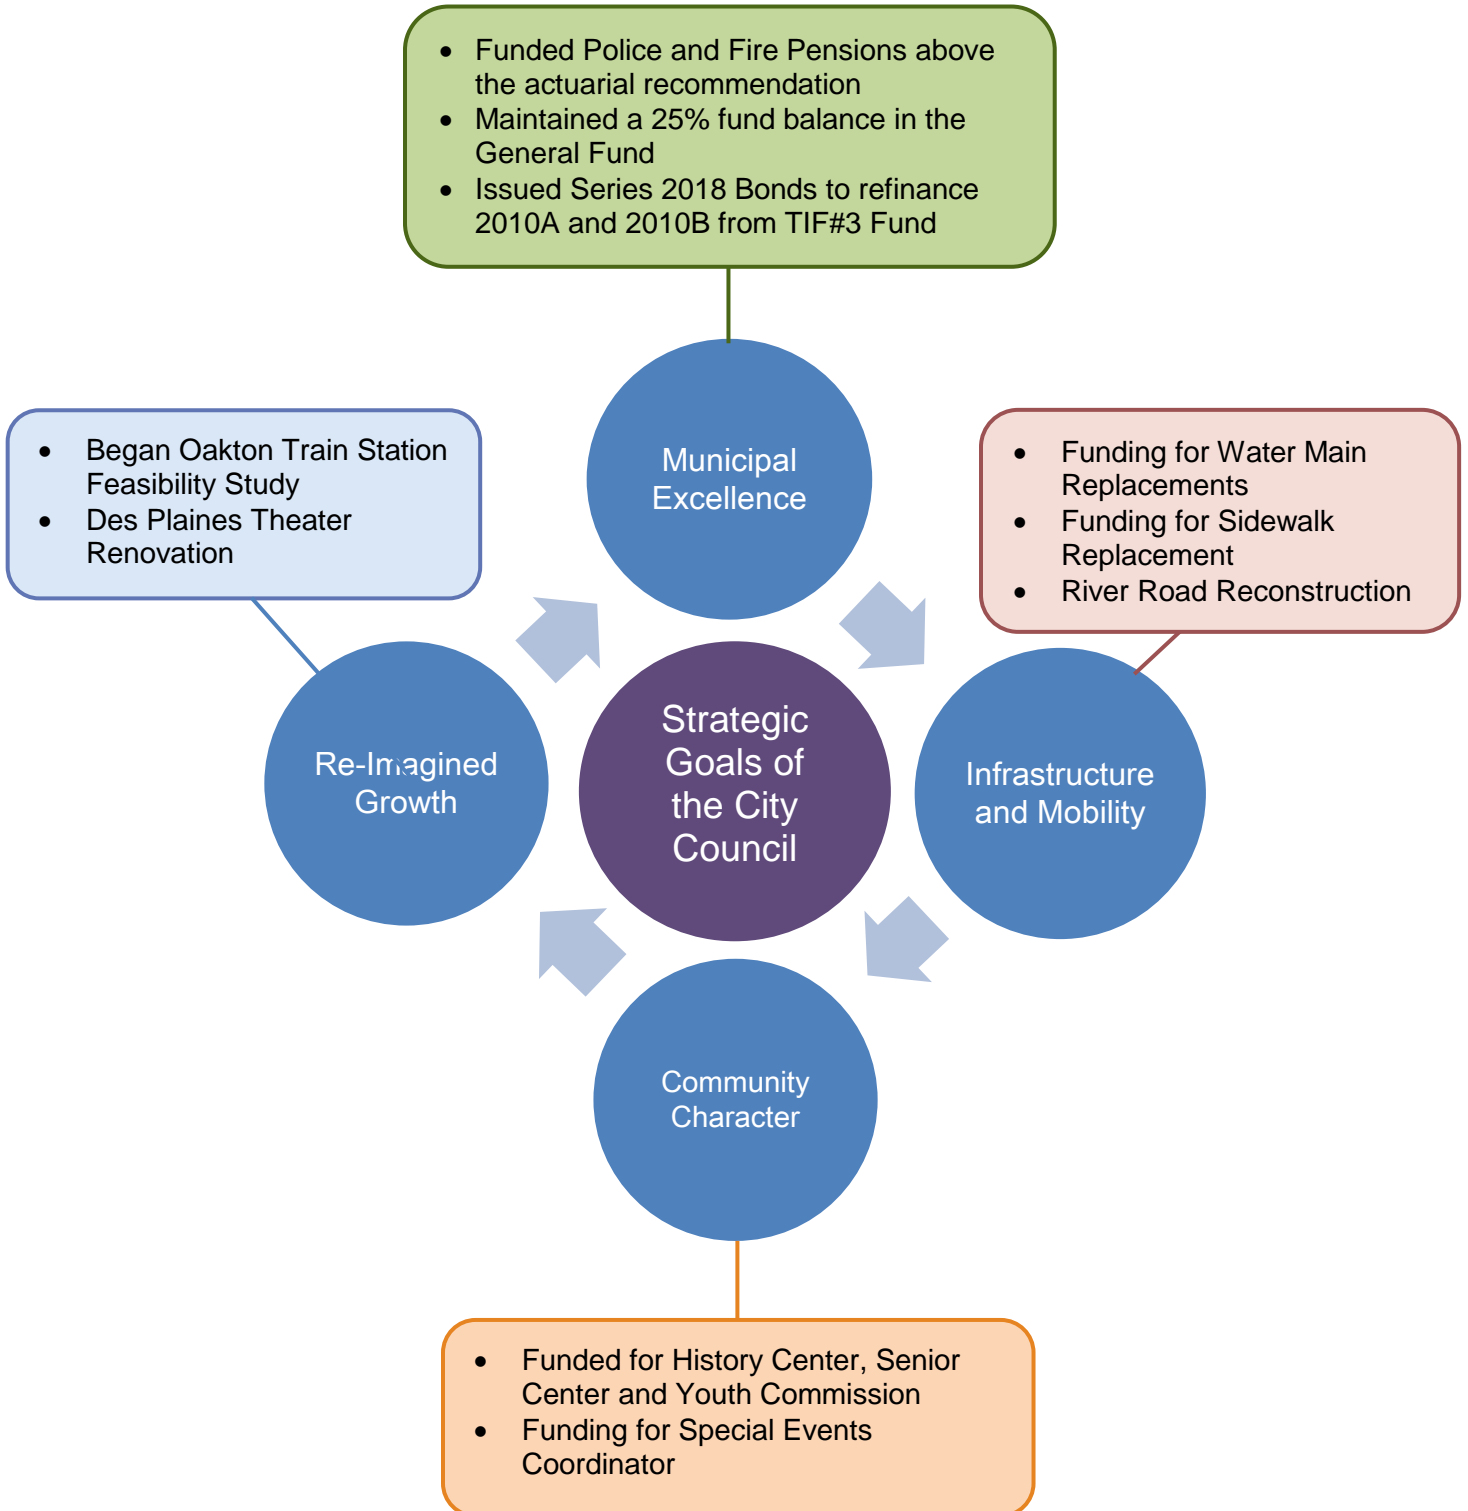 • Funded Police and Fire Pensions above
the actuarial recommendation
• Maintained a 25% fund balance in the
General Fund
• Issued Series 2018 Bonds to refinance
2010A and 2010B from TIF#3 Fund
Municipal
Excellence
• Began Oakton Train Station
Feasibility Study
• Des Plaines Theater
Renovation
• Funding for Water Main
Replacements
• Funding for Sidewalk
Replacement
• River Road Reconstruction
Re-Imagined
Growth
Strategic
Goals of
the City
Council
Infrastructure
and Mobility
Community
Character
• Funded for History Center, Senior
Center and Youth Commission
• Funding for Special Events
Coordinator